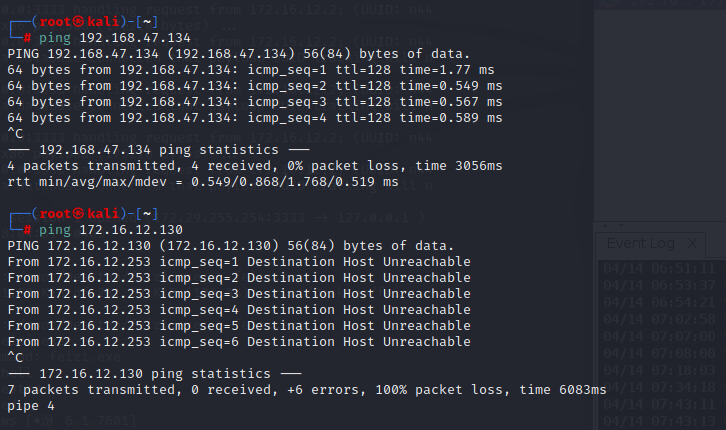 0.0:3333 handling request from 172.16.12.2; (UUID: n44
┌──(root㉿kali)-[~]
└─# ping 192.168.47.134
PING 192.168.47.134 (192.168.47.134) 56(84) bytes of data.
64 bytes from 192.168.47.134: icmp_seq=1 ttl=128 time=1.77 ms
64 bytes from 192.168.47.134: icmp_seq=2 ttl=128 time=0.549 ms
64 bytes from 192.168.47.134: icmp_seq=3 ttl=128 time=0.567 ms
64 bytes from 192.168.47.134: icmp_seq=4 ttl=128 time=0.589 ms
^C
─── 192.168.47.134 ping statistics ───
4 packets transmitted, 4 received, 0% packet loss, time 3056ms
rtt min/avg/max/mdev = 0.549/0.868/1.768/0.519 ms
┌──(root㉿kali)-[~]
└─# ping 172.16.12.130
PING 172.16.12.130 (172.16.12.130) 56(84) bytes of data.
From 172.16.12.253 icmp_seq=1 Destination Host Unreachable
From 172.16.12.253 icmp_seq=2 Destination Host Unreachable
From 172.16.12.253 icmp_seq=3 Destination Host Unreachable
From 172.16.12.253 icmp_seq=4 Destination Host Unreachable
From 172.16.12.253 icmp_seq=5 Destination Host Unreachable
From 172.16.12.253 icmp_seq=6 Destination Host Unreachable
^C
─── 172.16.12.130 ping statistics ───
7 packets transmitted, 0 received, +6 errors, 100% packet loss, time 6083ms
pipe 4
Event Log X
04/14 06:51:11
04/14 06:53:37
04/14 06:54:21
04/14 07:02:58
04/14 07:07:00
04/14 07:08:00
04/14 07:18:03
04/14 07:34:18
04/14 07:43:11
04/14 07:43:13